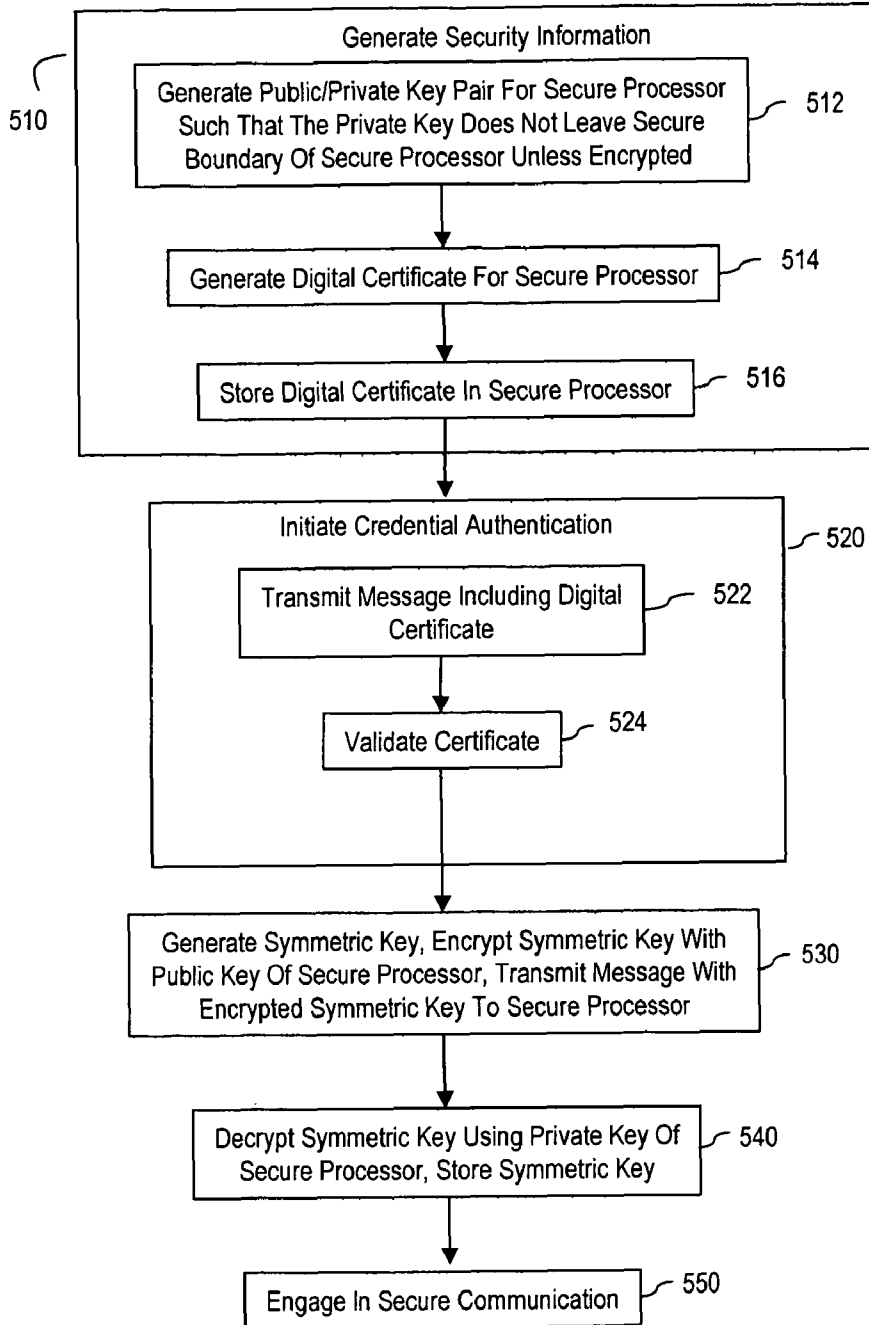 Generate Security Information
510
Generate Public/Private Key Pair For Secure Processor
Such That The Private Key Does Not Leave Secure
Boundary Of Secure Processor Unless Encrypted
512
Generate Digital Certificate For Secure Processor
514
Store Digital Certificate In Secure Processor
516
Initiate Credential Authentication
520
Transmit Message Including Digital
Certificate
522
Validate Certificate
524
Generate Symmetric Key, Encrypt Symmetric Key With
Public Key Of Secure Processor, Transmit Message With
Encrypted Symmetric Key To Secure Processor
530
Decrypt Symmetric Key Using Private Key Of
Secure Processor, Store Symmetric Key
540
Engage In Secure Communication
550